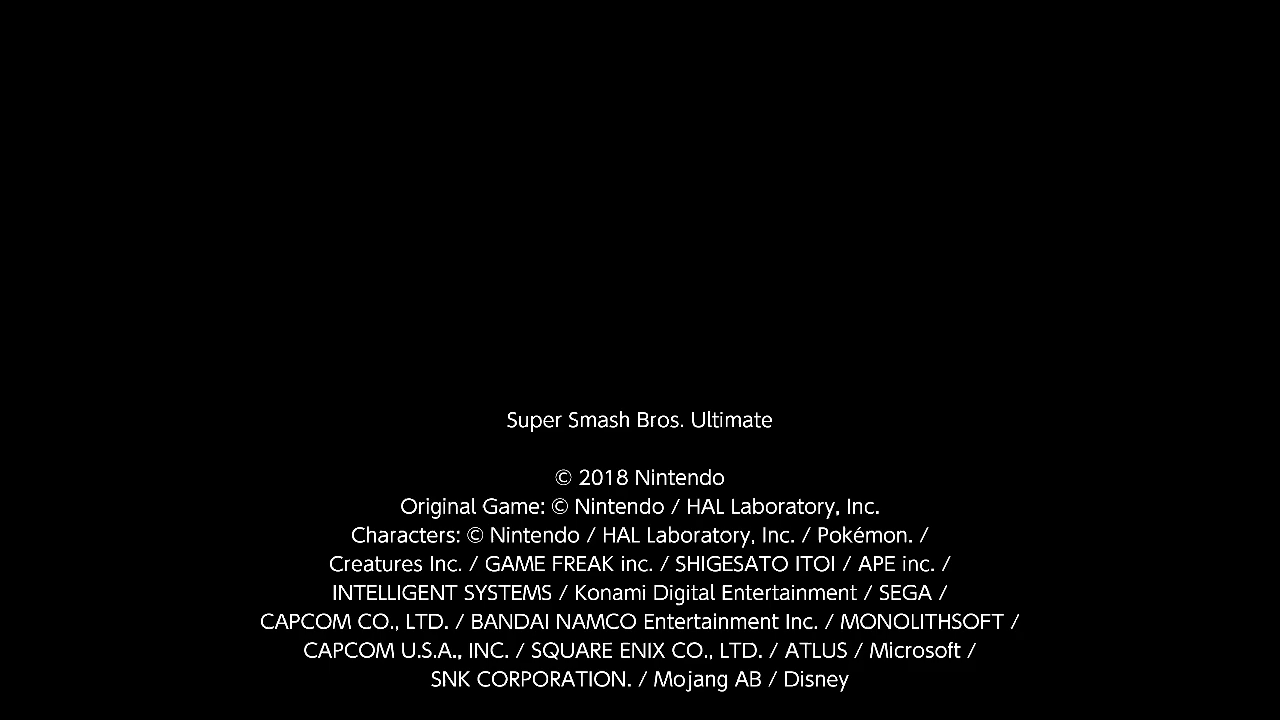 Super Smash Bros. Ultimate
© 2018 Nintendo
Original Game: © Nintendo / HAL Laboratory, Inc.
Characters: © Nintendo / HAL Laboratory, Inc. / Pokémon. /
Creatures Inc. / GAME FREAK inc. / SHIGESATO ITOI / APE inc. /
INTELLIGENT SYSTEMS / Konami Digital Entertainment / SEGA /
CAPCOM CO., LTD. / BANDAI NAMCO Entertainment Inc. / MONOLITHSOFT /
CAPCOM U.S.A., INC. / SQUARE ENIX CO., LTD. / ATLUS / Microsoft /
SNK CORPORATION. / Mojang AB / Disney